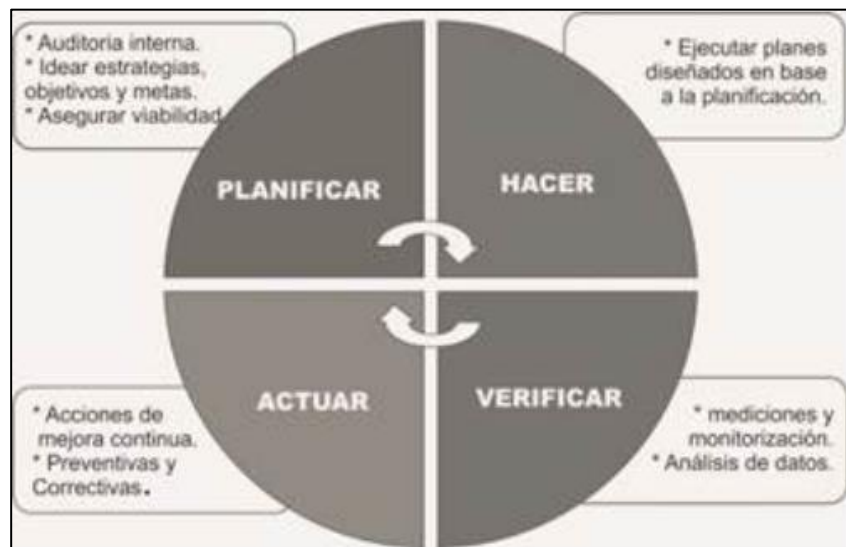 * Auditoria interna.
* Idear estrategias,
objetivos y metas.
* Asegurar viabilidad
* Ejecutar planes
diseñados en base
a la planificación.
PLANIFICAR
HACER
ACTUAR
VERIFICAR
* Acciones de
mejora continua.
* Preventivas y
Correctivas.
* mediciones y
monitorización.
* Análisis de datos.